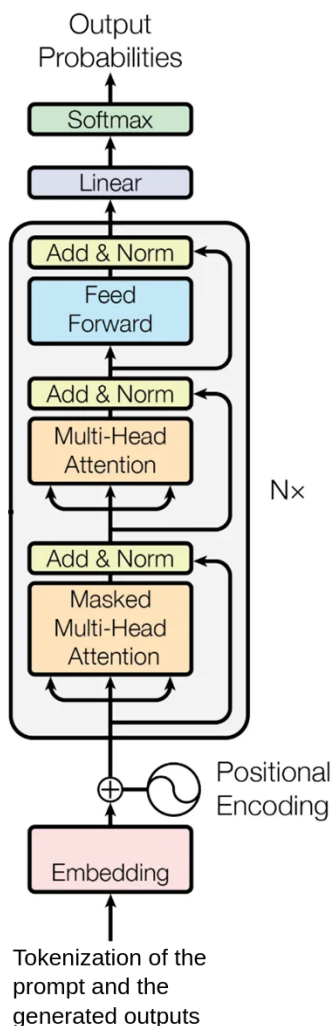 Output
Probabilities
Softmax
Linear
Add & Norm
Feed
Forward
Add & Norm
Multi-Head
Attention
N×
Add & Norm
Masked
Multi-Head
Attention
Positional
Encoding
Embedding
Tokenization of the
prompt and the
generated outputs